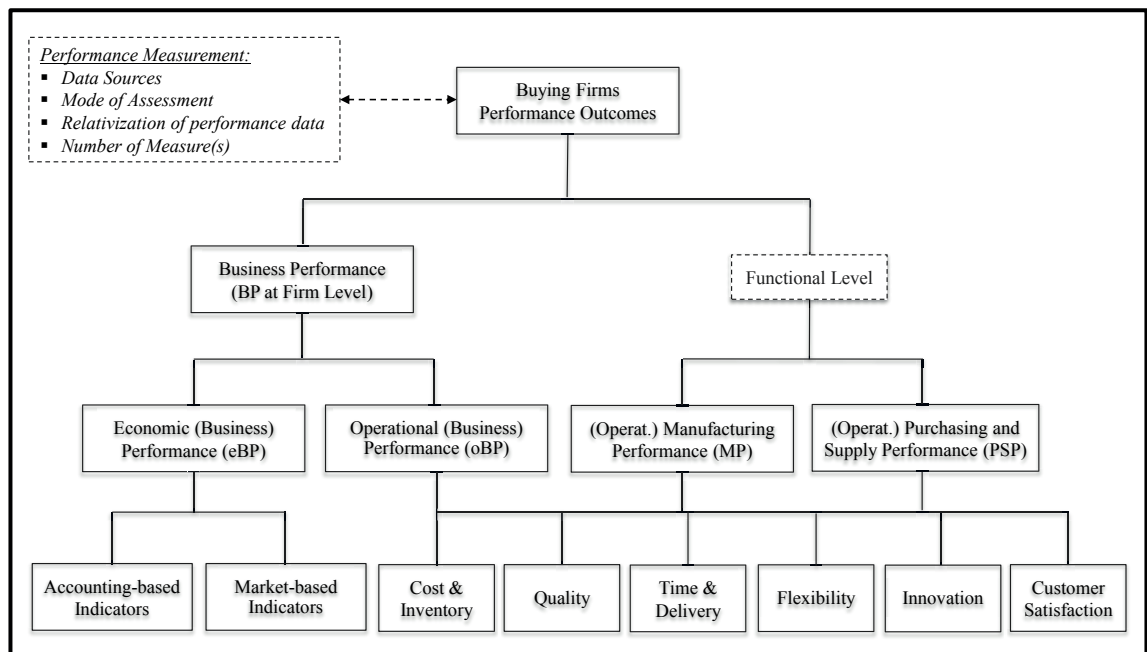 Performance Measurement:
▪ Data Sources
▪ Mode of Assessment
▪ Relativization of performance data
▪ Number of Measure(s)
Buying Firms
Performance Outcomes
Business Performance
(BP at Firm Level)
Functional Level
Economic (Business)
Performance (eBP)
Operational (Business)
Performance (oBP)
(Operat.) Manufacturing
Performance (MP)
(Operat.) Purchasing and
Supply Performance (PSP)
Accounting-based
Indicators
Market-based
Indicators
Cost &
Inventory
Quality
Time &
Delivery
Flexibility
Innovation
Customer
Satisfaction